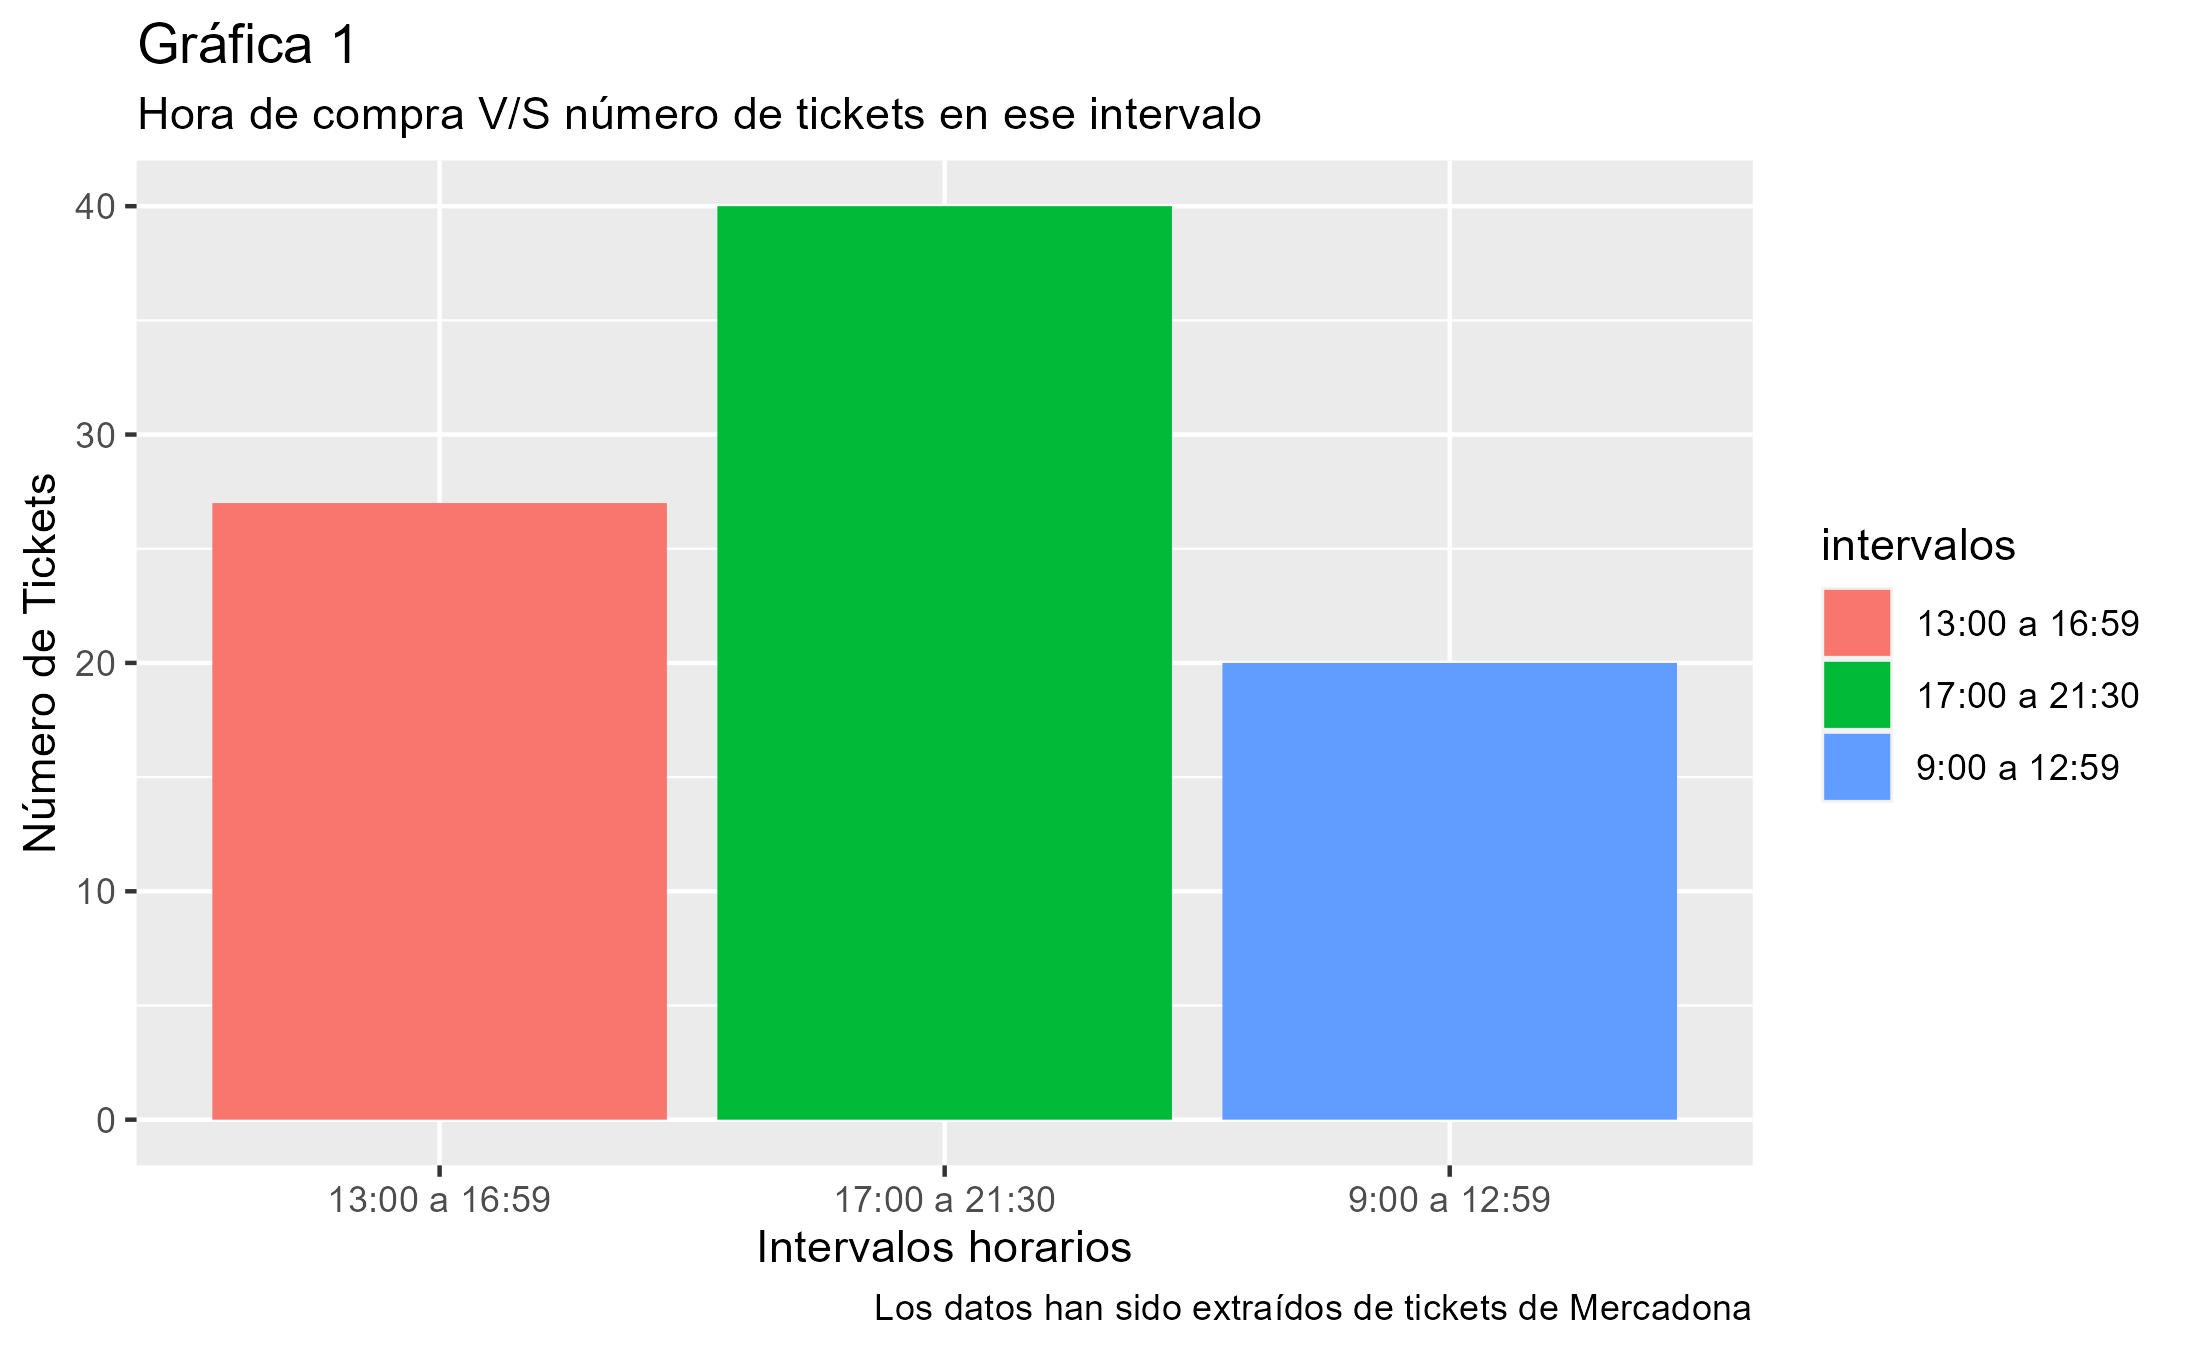 Gráfica 1
Hora de compra V/S número de tickets en ese intervalo
Número de Tickets
40
30
20
10
0
13:00 a 16:59
17:00 a 21:30
9:00 a 12:59
Intervalos horarios
intervalos
13:00 a 16:59
17:00 a 21:30
9:00 a 12:59
Los datos han sido extraídos de tickets de Mercadona